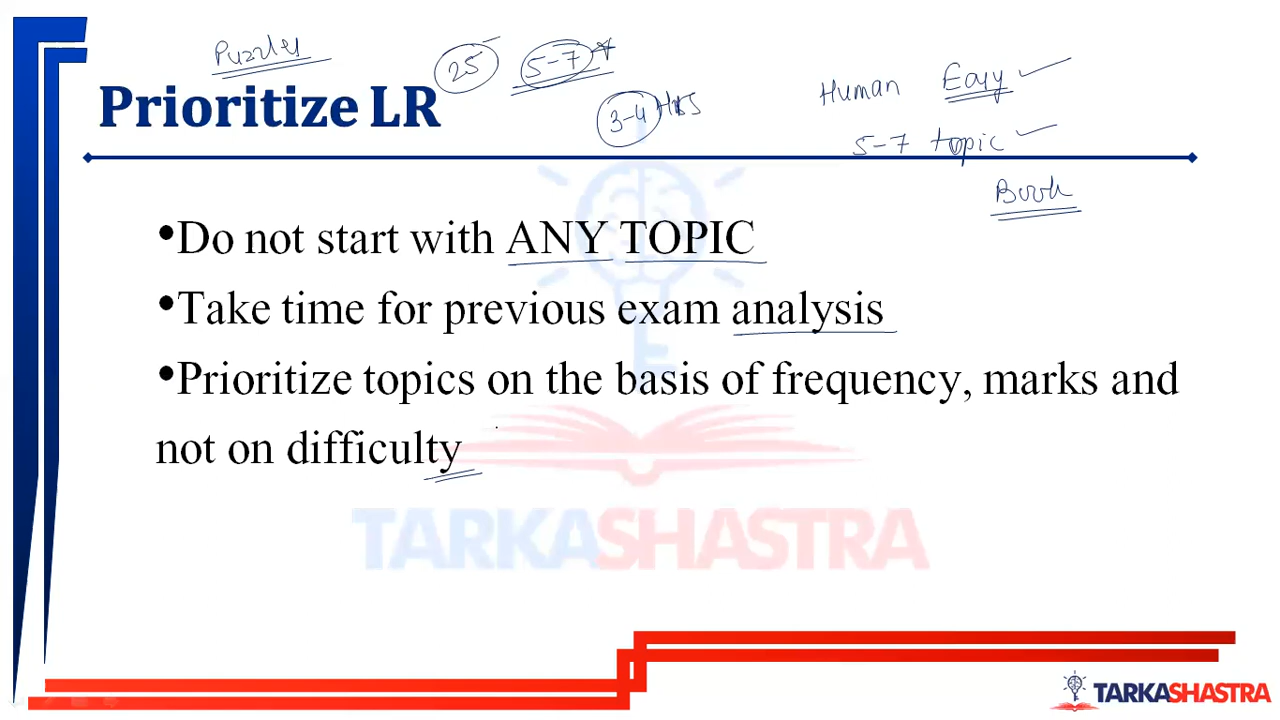 Puzzles
25 5-7
3-4 Hrs
Human Easy
5-7 topic
Book
Prioritize LR
•Do not start with ANY TOPIC
•Take time for previous exam analysis
•Prioritize topics on the basis of frequency, marks and
not on difficulty
TARKASHASTRA
TARKASHASTRA